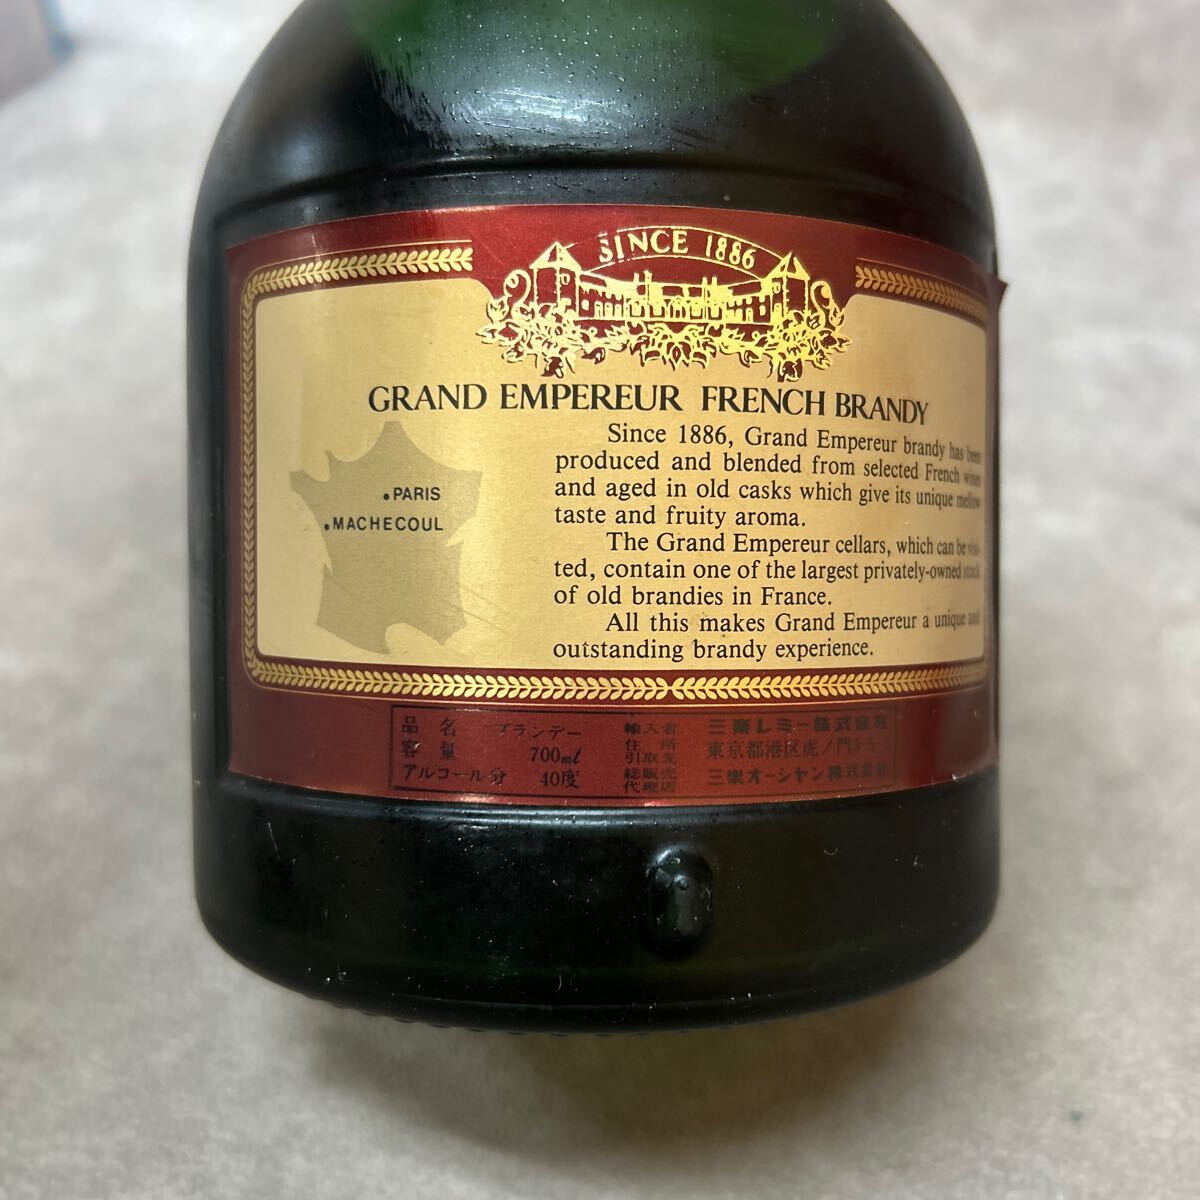 SINCE 1886
GRAND EMPEREUR FRENCH BRANDY
Since 1886, Grand Empereur brandy has been
produced and blended from selected French wines
and aged in old casks which give its unique mellow
taste and fruity aroma.
The Grand Empereur cellars, which can be visi-
ted, contain one of the largest privately-owned stock
of old brandies in France.
All this makes Grand Empereur a unique and
outstanding brandy experience.
.PARIS
.MACHECOUL
品名 ブランデー
容量 700ml
アルコール分 40度
輸入者 三楽レミー株式会社
住所 東京都港区虎ノ門3-5-1
引取先
総販売代理店 三楽オーシャン株式会社